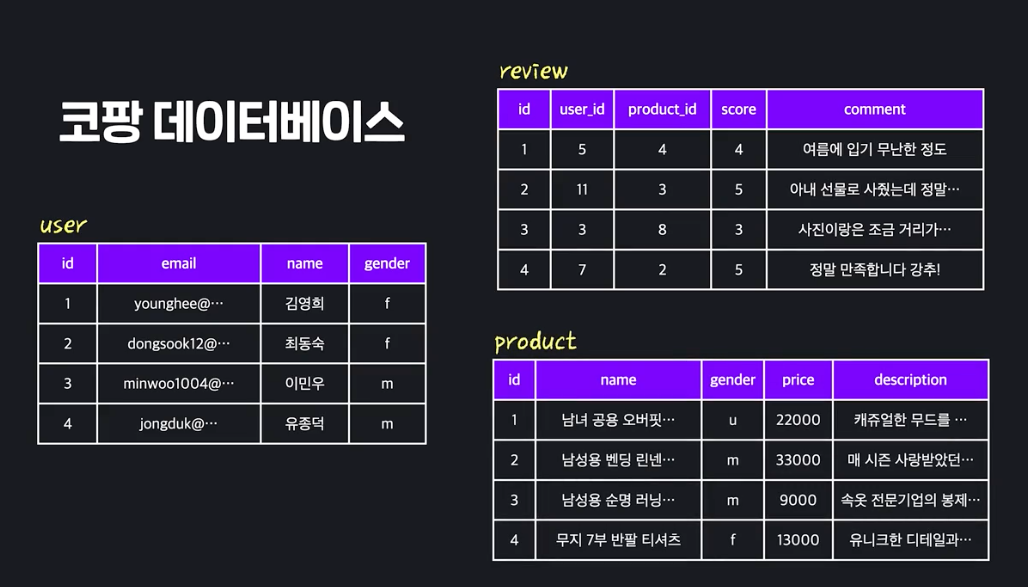 코팡 데이터베이스
user
id email name gender
1 younghee@··· 김영희 f
2 dongsook12@··· 최동숙 f
3 minwoo1004@··· 이민우 m
4 jongduk@··· 유종덕 m
review
id user_id product_id score comment
1 5 4 4 여름에 입기 무난한 정도
2 11 3 5 아내 선물로 사줬는데 정말···
3 3 8 3 사진이랑은 조금 거리가···
4 7 2 5 정말 만족합니다 강추!
product
id name gender price description
1 남녀 공용 오버핏··· u 22000 캐쥬얼한 무드를 ···
2 남성용 벤딩 린넨··· m 33000 매 시즌 사랑받았던···
3 남성용 순명 러닝··· m 9000 속옷 전문기업의 봉제···
4 무지 7부 반팔 티셔츠 f 13000 유니크한 디테일과···